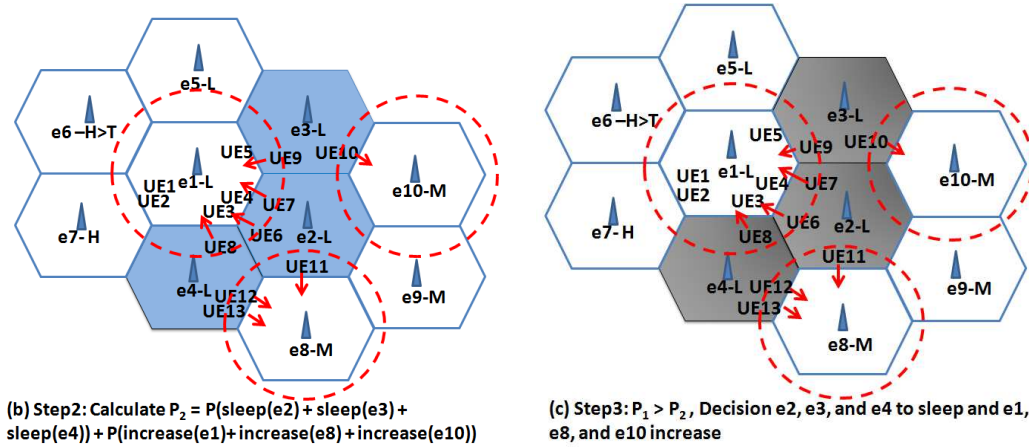 e5-L
e3-L
e6–H>T
UE5
UE9
UE10
e1-L
e10-M
UE1
UE2
UE4
UE3
UE7
UE6
e2-L
e7-H
UE8
UE11
e4-L
UE12
UE13
e9-M
e8-M
(b) Step2: Calculate P2 = P(sleep(e2) + sleep(e3) +
sleep(e4)) + P(increase(e1)+ increase(e8) + increase(e10))
e5-L
e3-L
e6–H>T
UE5
UE9
UE10
e1-L
e10-M
UE1
UE2
UE4
UE3
UE7
UE6
e2-L
e7- H
UE8
UE11
e4-L
UE12
UE13
e9-M
e8-M
(c) Step3: P1 > P2 , Decision e2, e3, and e4 to sleep and e1,
e8, and e10 increase